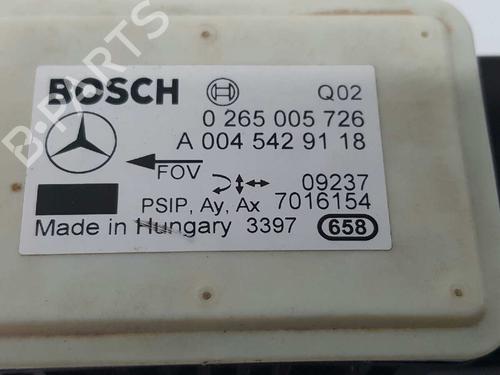 B-PARTS
BOSCH Q02
0 265 005 726
A 004 542 91 18
FOV
09237
PSIP, Ay, Ax 7016154
Made in Hungary 3397 658